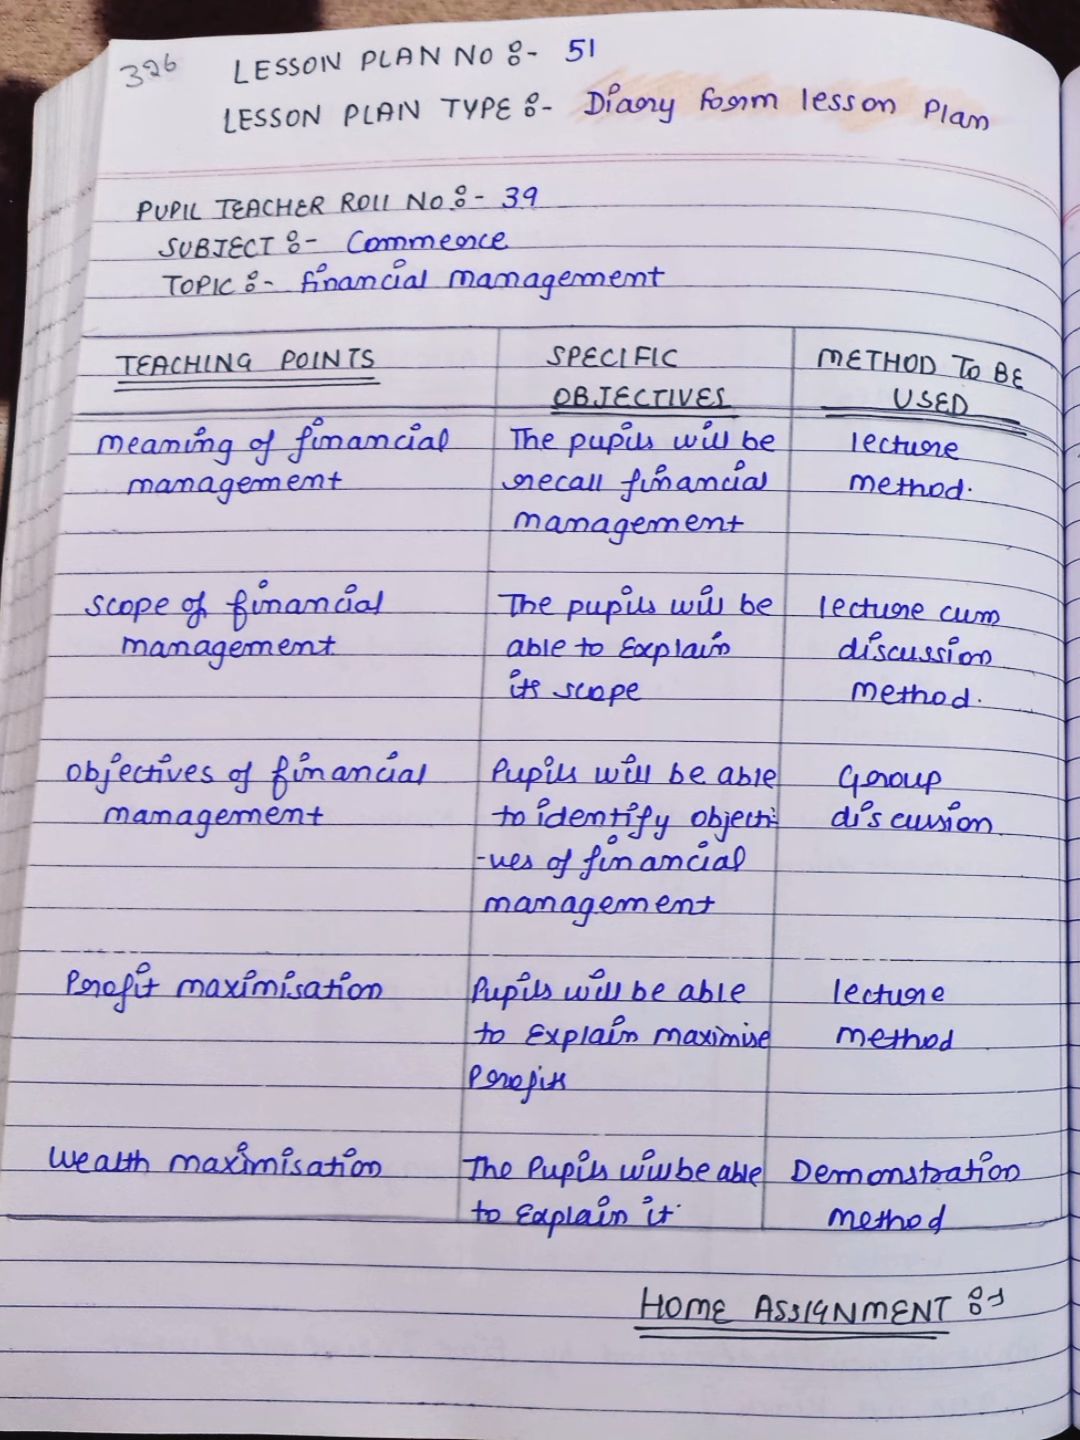 326
LESSON PLAN NO :- 51
LESSON PLAN TYPE :- Diary form lesson Plan
PUPIL TEACHER ROLL NO :- 39
SUBJECT :- Commerce
TOPIC :- financial management
TEACHING POINTS
SPECIFIC
OBJECTIVES
METHOD TO BE
USED
meaning of financial
management
The pupils will be
recall financial
management
lecture
method.
scope of financial
management
The pupils will be
able to Explain
its scope
lecture cum
discussion
method.
objectives of financial
management
Pupils will be able
to identify objecti
-ves of financial
management
Group
discussion
Profit maximisation
Pupils will be able
to Explain maximise
Profits
lecture
method
Wealth maximisation
The Pupils will be able
to Explain it.
Demonstration
method
HOME ASSIGNMENT :-